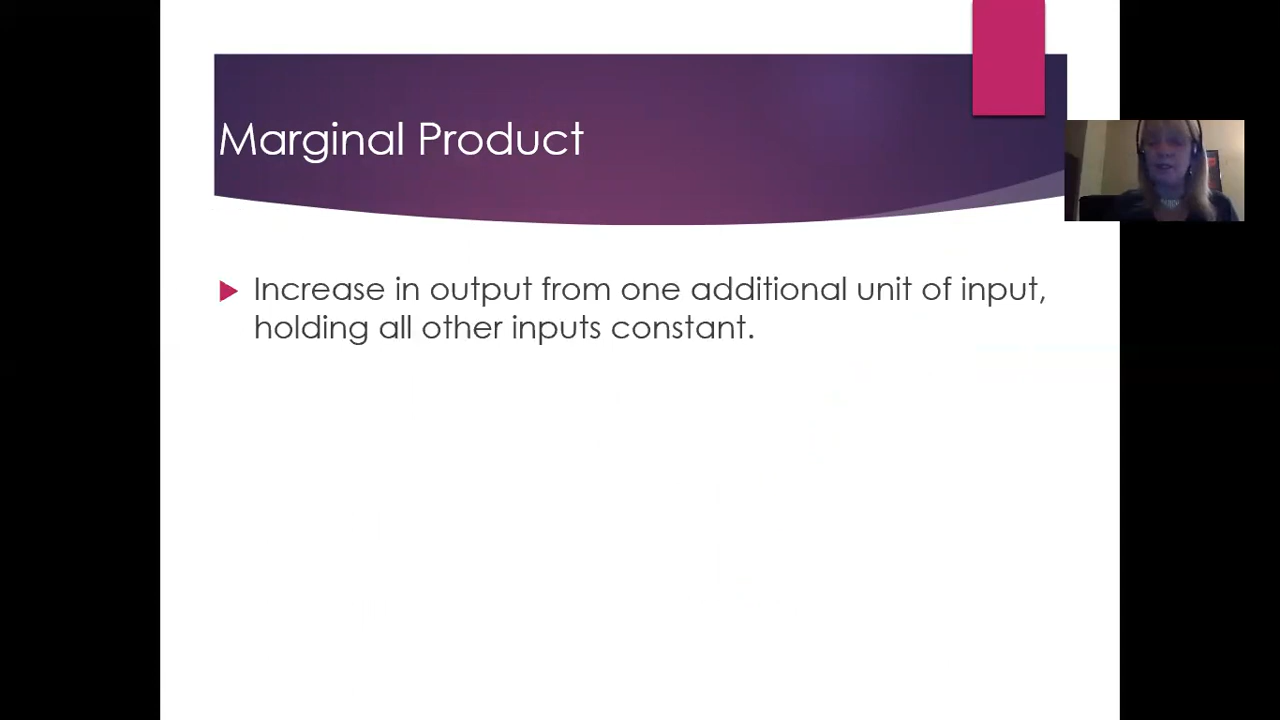 Marginal Product
Increase in output from one additional unit of input,
holding all other inputs constant.